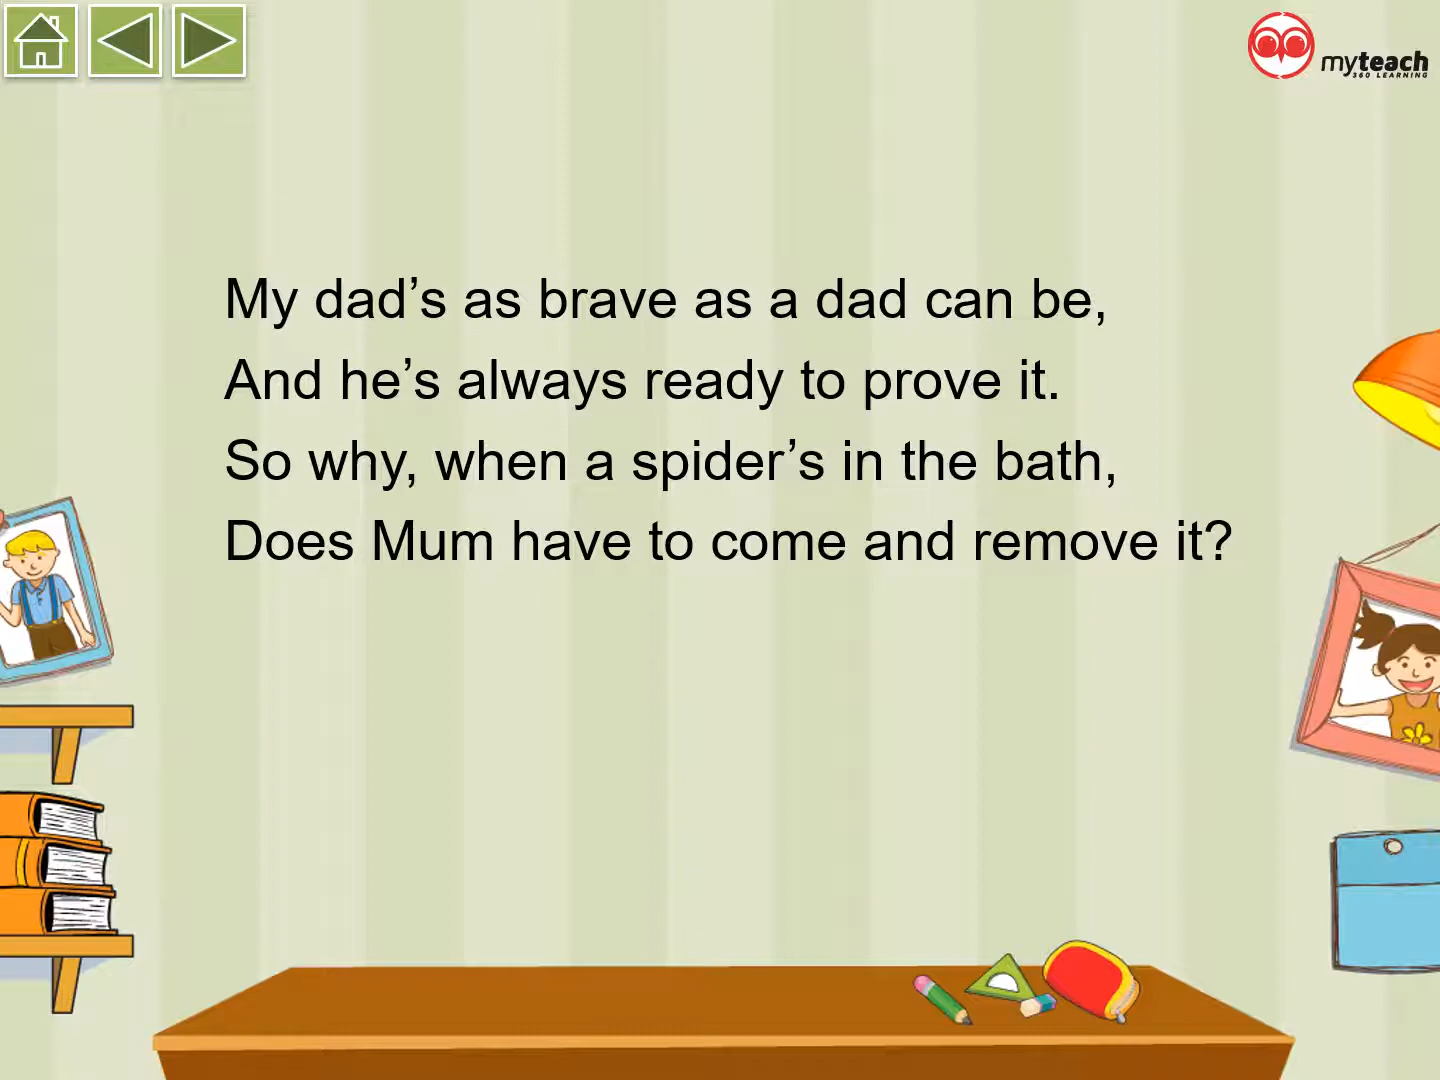 myteach
360 LEARNING
My dad’s as brave as a dad can be,
And he’s always ready to prove it.
So why, when a spider’s in the bath,
Does Mum have to come and remove it?